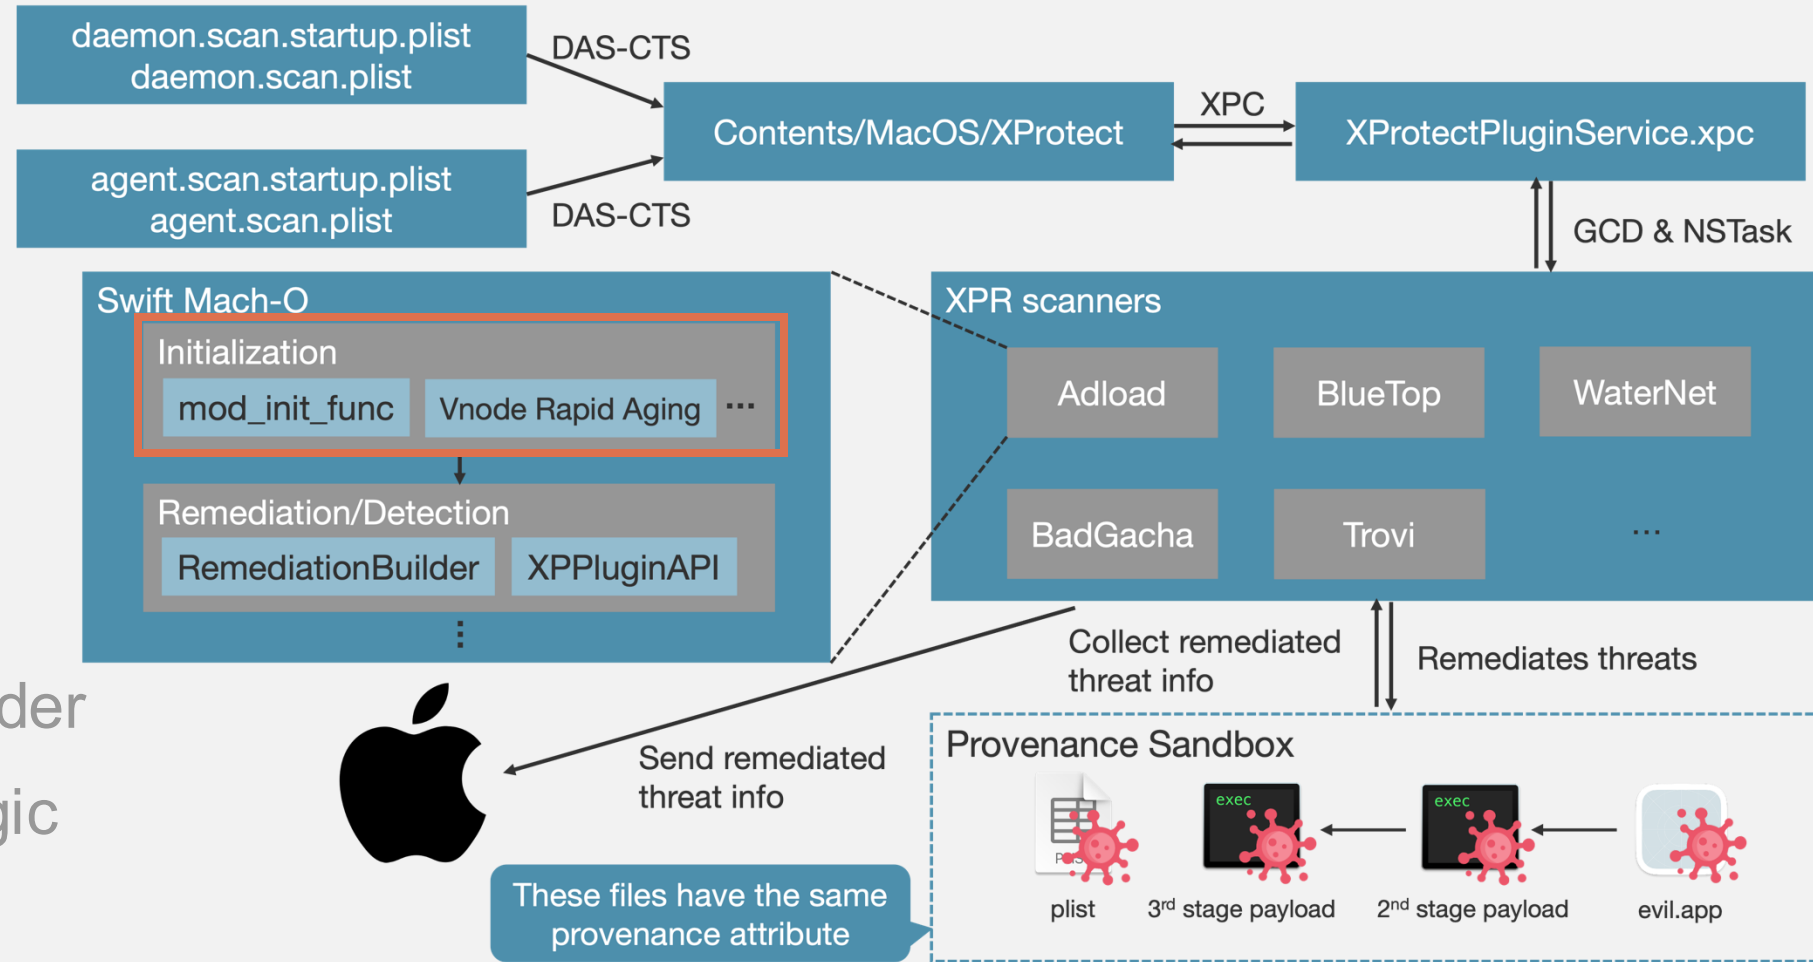 daemon.scan.startup.plist
daemon.scan.plist
DAS-CTS
agent.scan.startup.plist
agent.scan.plist
DAS-CTS
Contents/MacOS/XProtect
XPC
XProtectPluginService.xpc
GCD & NSTask
Swift Mach-O
Initialization
mod_init_func
Vnode Rapid Aging
...
Remediation/Detection
RemediationBuilder
XPPluginAPI
...
XPR scanners
Adload
BlueTop
WaterNet
BadGacha
Trovi
...
Collect remediated
threat info
Remediates threats
Send remediated
threat info
der
gic
Provenance Sandbox
exec
exec
plist
3rd stage payload
2nd stage payload
evil.app
These files have the same
provenance attribute